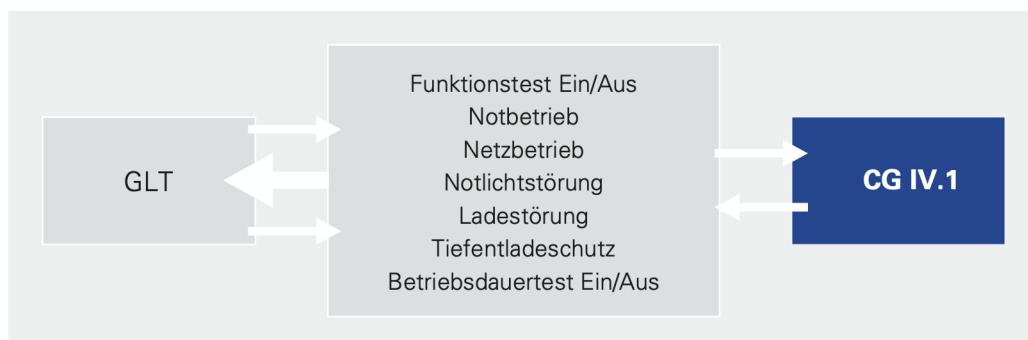 GLT
Funktionstest Ein/Aus
Notbetrieb
Netzbetrieb
Notlichtstörung
Ladestörung
Tiefentladeschutz
Betriebsdauertest Ein/Aus
CG IV.1